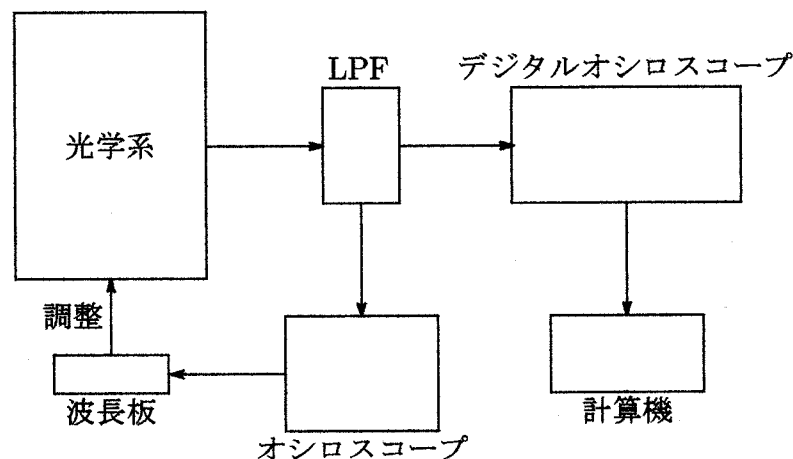 LPF
デジタルオシロスコープ
光学系
調整
波長板
計算機
オシロスコープ